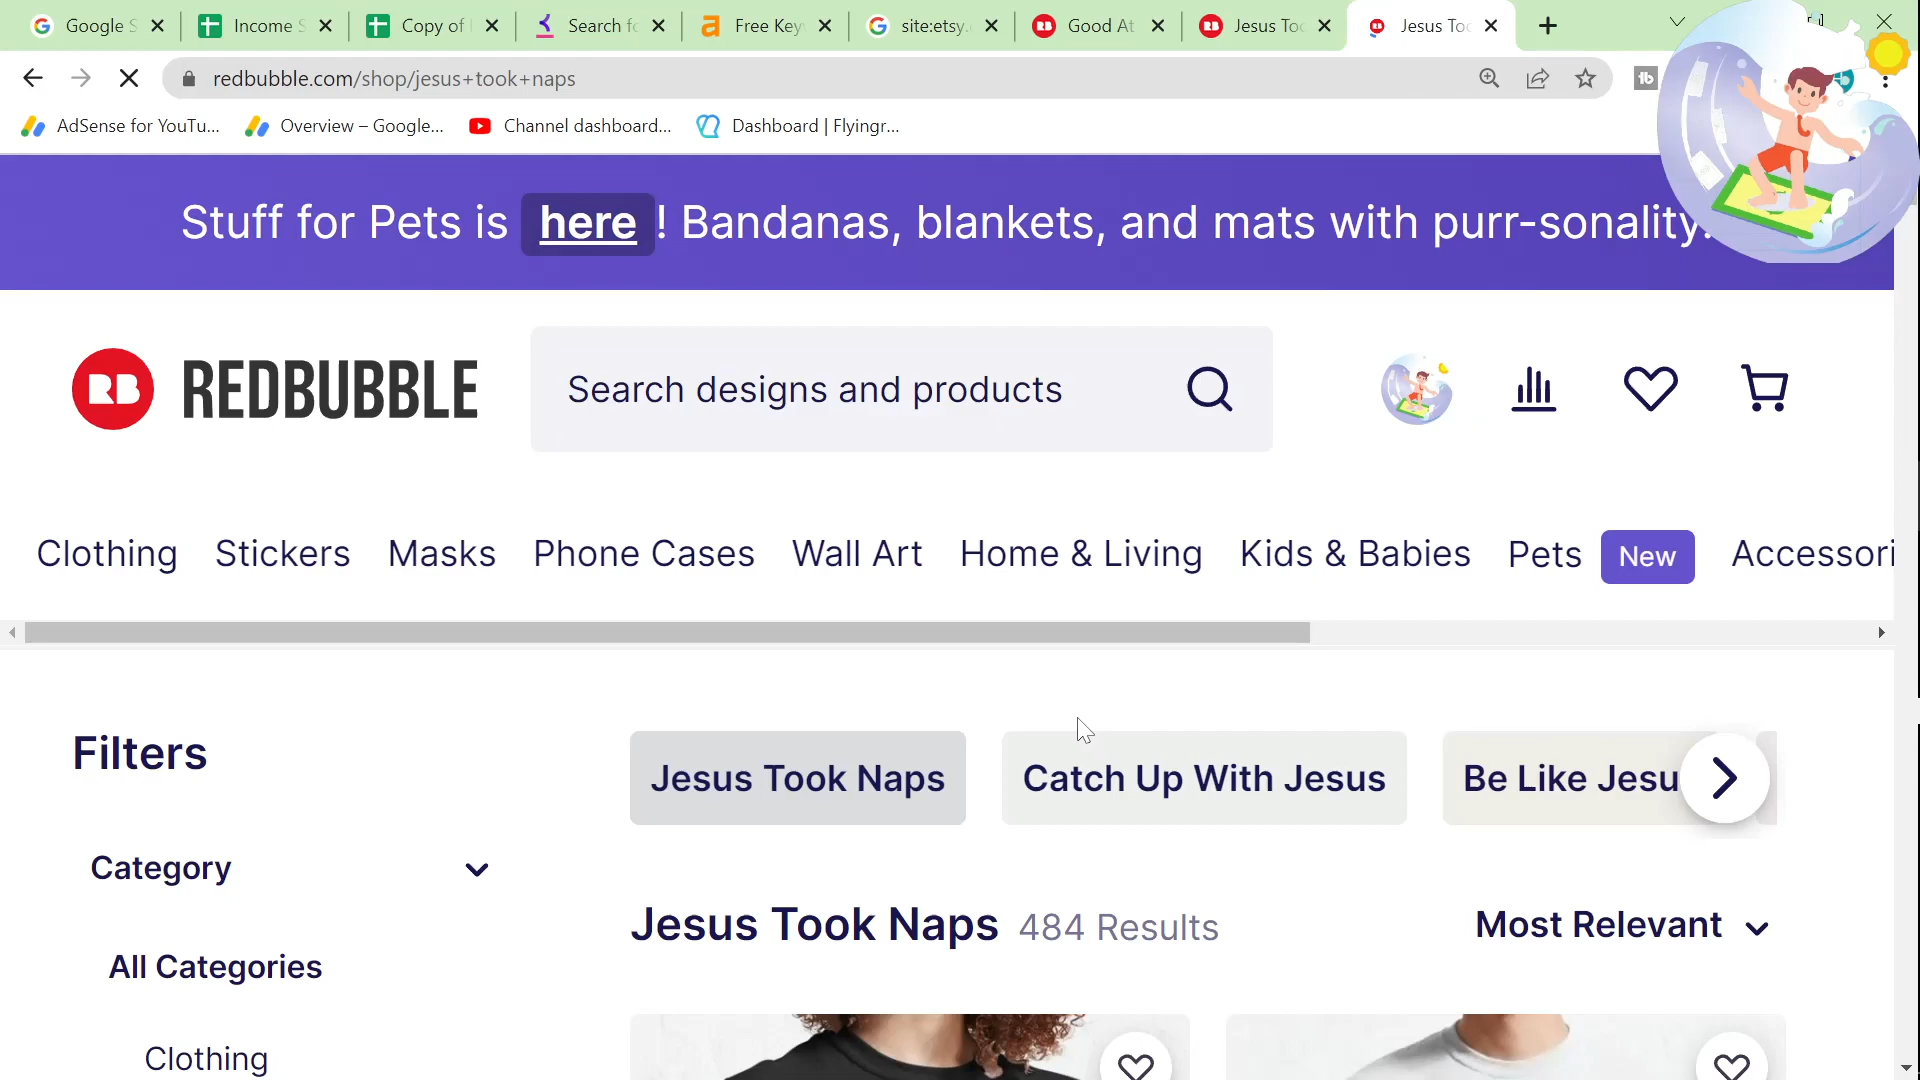 Google S
Income S
Copy of
Search fo
Free Key
site:etsy.
Good At
Jesus Too
Jesus Too
redbubble.com/shop/jesus+took+naps
AdSense for YouTu...
Overview – Google...
Channel dashboard...
Dashboard | Flyingr...
Stuff for Pets is here! Bandanas, blankets, and mats with purr-sonality.
RB REDBUBBLE
Search designs and products
Clothing Stickers Masks Phone Cases Wall Art Home & Living Kids & Babies Pets New Accessori
Filters
Jesus Took Naps
Catch Up With Jesus
Be Like Jesu
Category
Jesus Took Naps 484 Results
Most Relevant
All Categories
Clothing